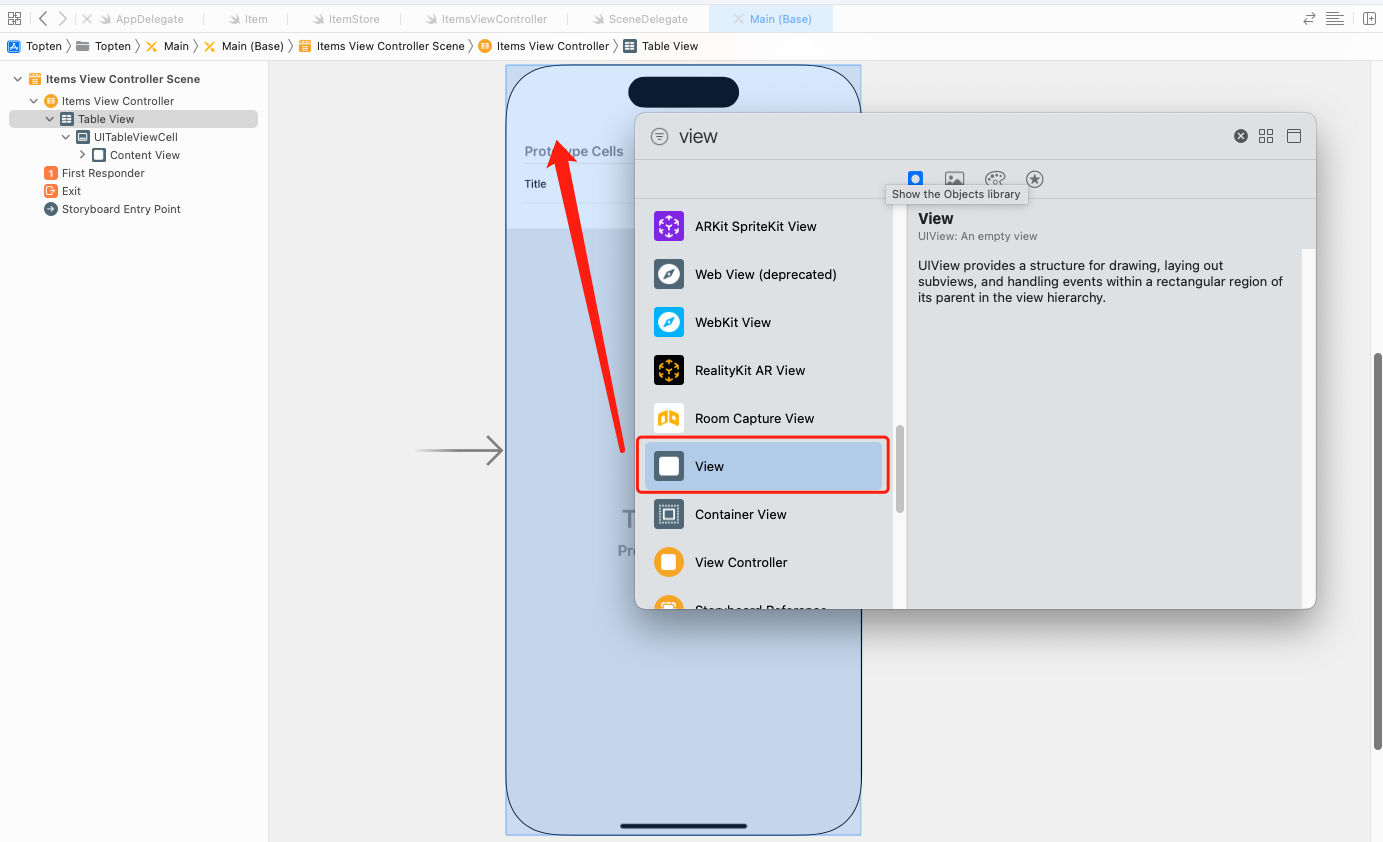 AppDelegate Item ItemStore ItemsViewController SceneDelegate Main (Base)
Topten Topten Main Main (Base) Items View Controller Scene Items View Controller Table View
Items View Controller Scene
Items View Controller
Table View
UITableViewCell
Content View
1 First Responder
Exit
Storyboard Entry Point
Prototype Cells
Title
view
Show the Objects library
ARKit SpriteKit View
Web View (deprecated)
WebKit View
RealityKit AR View
Room Capture View
View
Container View
View Controller
Storyboard Reference
View
UIView: An empty view
UIView provides a structure for drawing, laying out
subviews, and handling events within a rectangular region of
its parent in the view hierarchy.